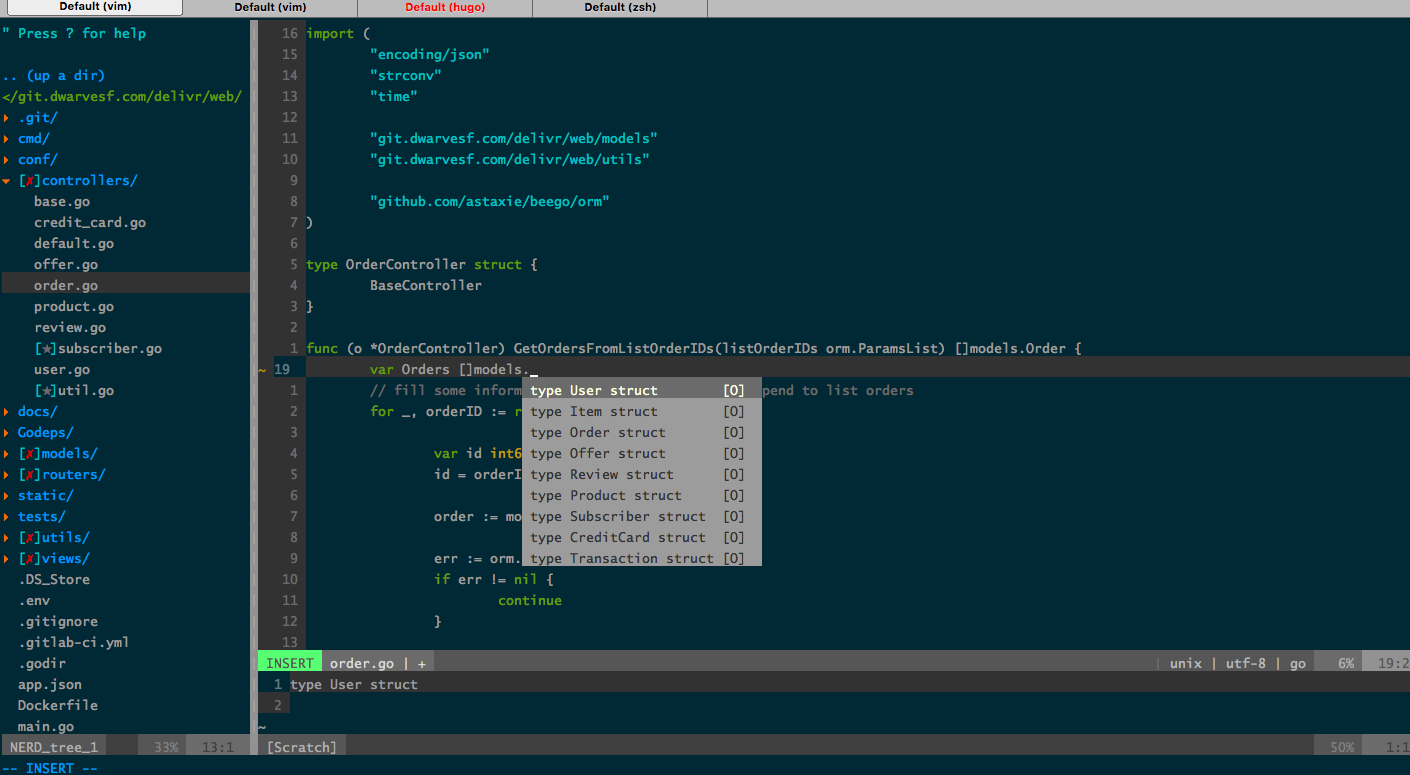 Default (vim) Default (vim) Default (hugo) Default (zsh)
" Press ? for help
.. (up a dir)
</git.dwarvesf.com/delivr/web/
▸ .git/
▸ cmd/
▸ conf/
▾ [✗]controllers/
base.go
credit_card.go
default.go
offer.go
order.go
product.go
review.go
[★]subscriber.go
user.go
[★]util.go
▸ docs/
▸ Godeps/
▸ [✗]models/
▸ [✗]routers/
▸ static/
▸ tests/
▸ [✗]utils/
▸ [✗]views/
.DS_Store
.env
.gitignore
.gitlab-ci.yml
.godir
app.json
Dockerfile
main.go
NERD_tree_1 33% 13:1
16 import (
15 "encoding/json"
14 "strconv"
13 "time"
12
11 "git.dwarvesf.com/delivr/web/models"
10 "git.dwarvesf.com/delivr/web/utils"
9
8 "github.com/astaxie/beego/orm"
7 )
6
5 type OrderController struct {
4 BaseController
3 }
2
1 func (o *OrderController) GetOrdersFromListOrderIDs(listOrderIDs orm.ParamsList) []models.Order {
~ 19 var Orders []models._
1 // fill some inform type User struct [O] pend to list orders
2 for _, orderID := r type Item struct [O]
3 type Order struct [O]
4 var id int6 type Offer struct [O]
5 id = orderI type Review struct [O]
6 type Product struct [O]
7 order := mo type Subscriber struct [O]
8 type CreditCard struct [O]
9 err := orm. type Transaction struct [O]
10 if err != nil {
11 continue
12 }
13
INSERT order.go | + | unix | utf-8 | go 6% 19:2
1 type User struct
2
~
[Scratch] 50% 1:1
-- INSERT --